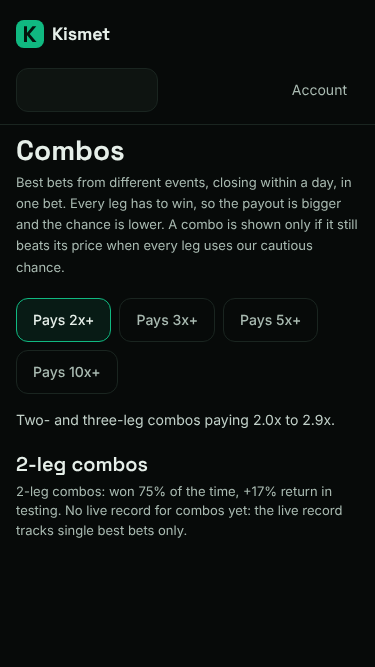 Kismet
Account
Combos
Best bets from different events, closing within a day, in
one bet. Every leg has to win, so the payout is bigger
and the chance is lower. A combo is shown only if it still
beats its price when every leg uses our cautious
chance.
Pays 2x+
Pays 3x+
Pays 5x+
Pays 10x+
Two- and three-leg combos paying 2.0x to 2.9x.
2-leg combos
2-leg combos: won 75% of the time, +17% return in
testing. No live record for combos yet: the live record
tracks single best bets only.